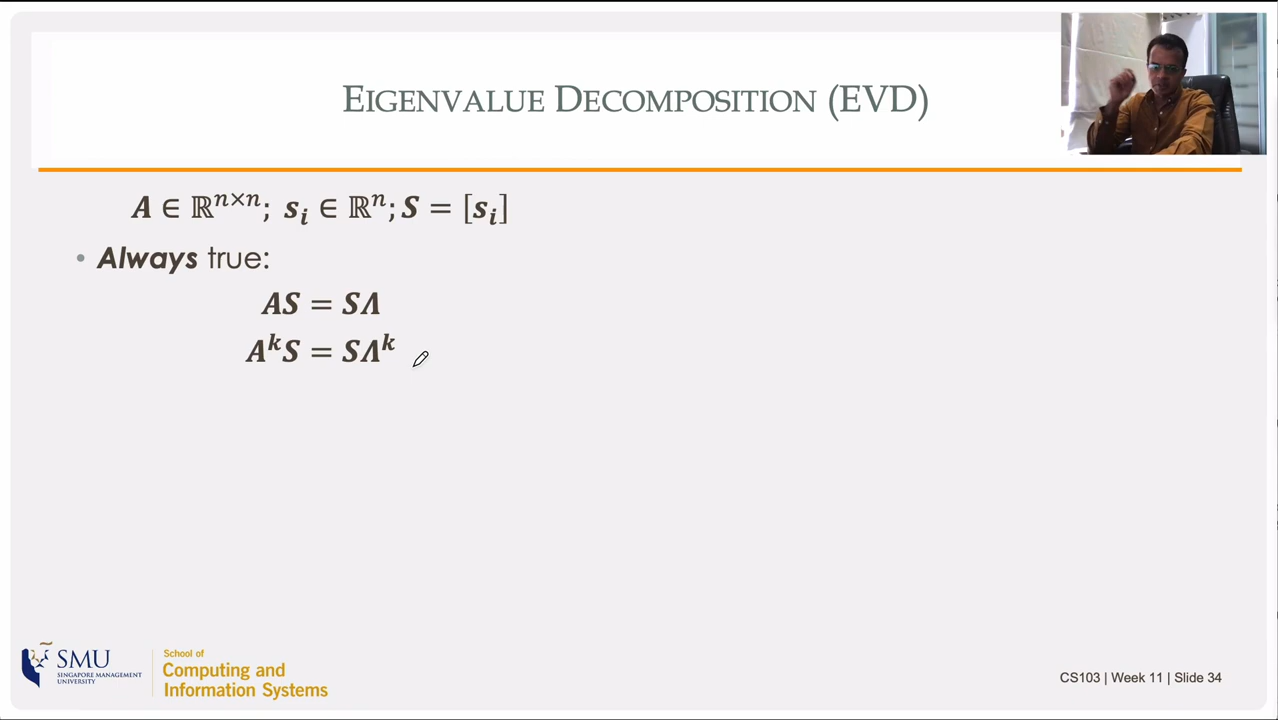 EIGENVALUE DECOMPOSITION (EVD)
A ∈ ℝⁿˣⁿ; sᵢ ∈ ℝⁿ; S = [sᵢ]
• Always true:
AS = SΛ
AᵏS = SΛᵏ
SMU
SINGAPORE MANAGEMENT
UNIVERSITY
School of
Computing and
Information Systems
CS103 | Week 11 | Slide 34